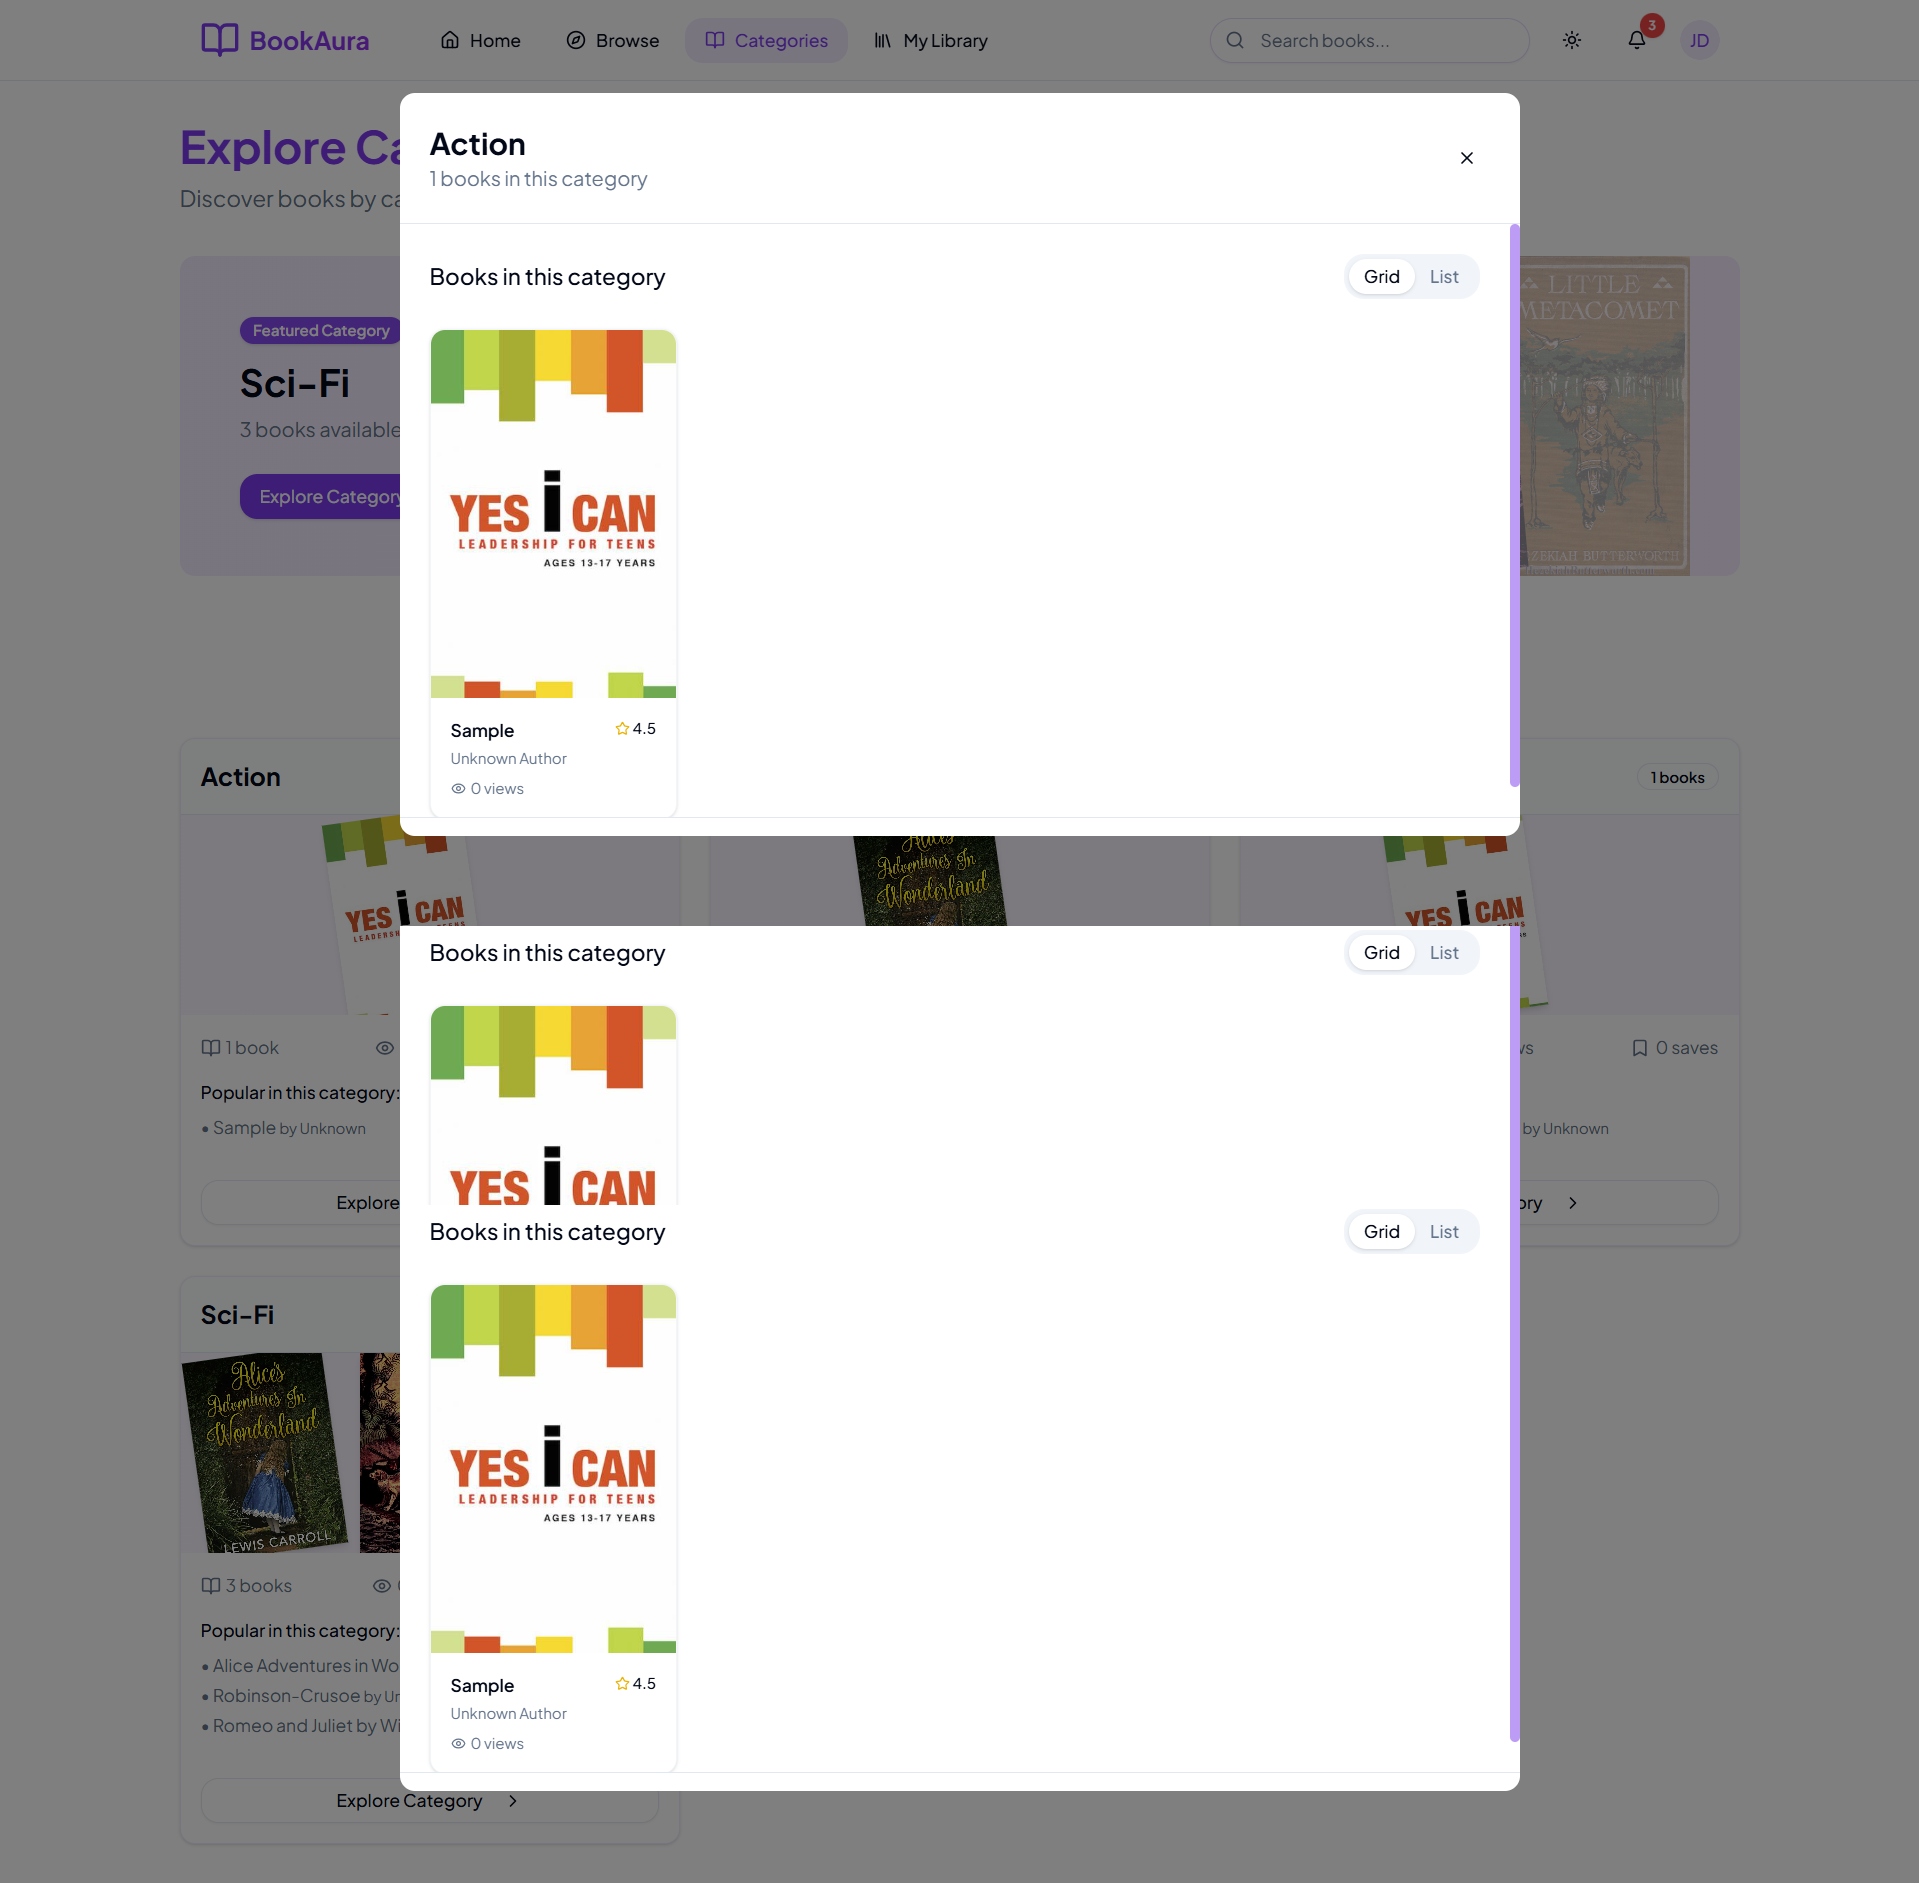 BookAura
Home
Browse
Categories
My Library
Search books...
3
JD
Explore Ca
Discover books by ca
Action
1 books in this category
Featured Category
Sci-Fi
3 books available
Explore Category
LITTLE
METACOMET
BUTTERWORTH
Books in this category
Grid
List
YES i CAN
LEADERSHIP FOR TEENS
AGES 13-17 YEARS
Sample
4.5
Unknown Author
0 views
Action
1 books
YES i CAN
Alice's
Adventures In
Wonderland
YES i CAN
Books in this category
Grid
List
YES i CAN
1 book
0 saves
Popular in this category:
• Sample by Unknown
by Unknown
Explore
Books in this category
Grid
List
YES i CAN
LEADERSHIP FOR TEENS
AGES 13-17 YEARS
Sample
4.5
Unknown Author
0 views
Sci-Fi
Alice's
Adventures In
Wonderland
LEWIS CARROLL
3 books
Popular in this category:
• Alice Adventures in Wo
• Robinson-Crusoe by Un
• Romeo and Juliet by Wi
Explore Category